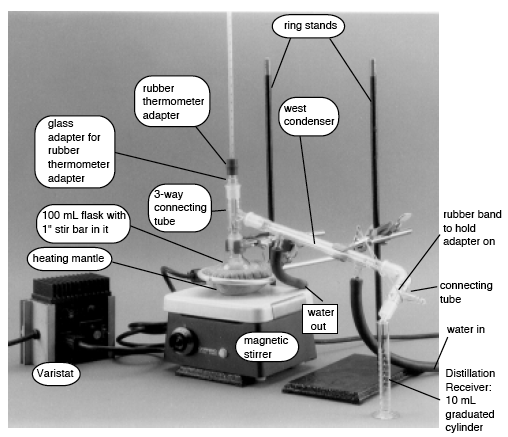 ring stands
rubber
thermometer
adapter
west
condenser
glass
adapter for
rubber
thermometer
adapter
3-way
connecting
tube
100 mL flask with
1" stir bar in it
rubber band
to hold
adapter on
heating mantle
connecting
tube
water
out
water in
magnetic
stirrer
Varistat
Distillation
Receiver:
10 mL
graduated
cylinder